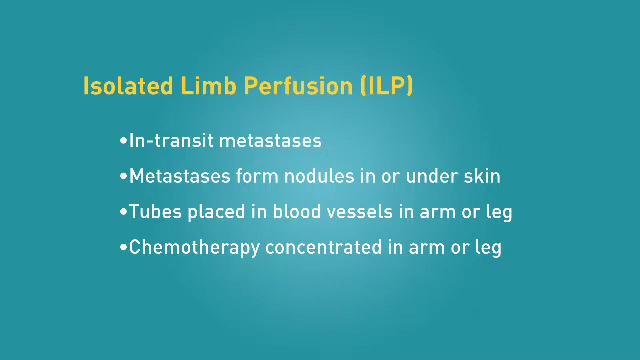 Isolated Limb Perfusion (ILP)
•In-transit metastases
•Metastases form nodules in or under skin
•Tubes placed in blood vessels in arm or leg
•Chemotherapy concentrated in arm or leg